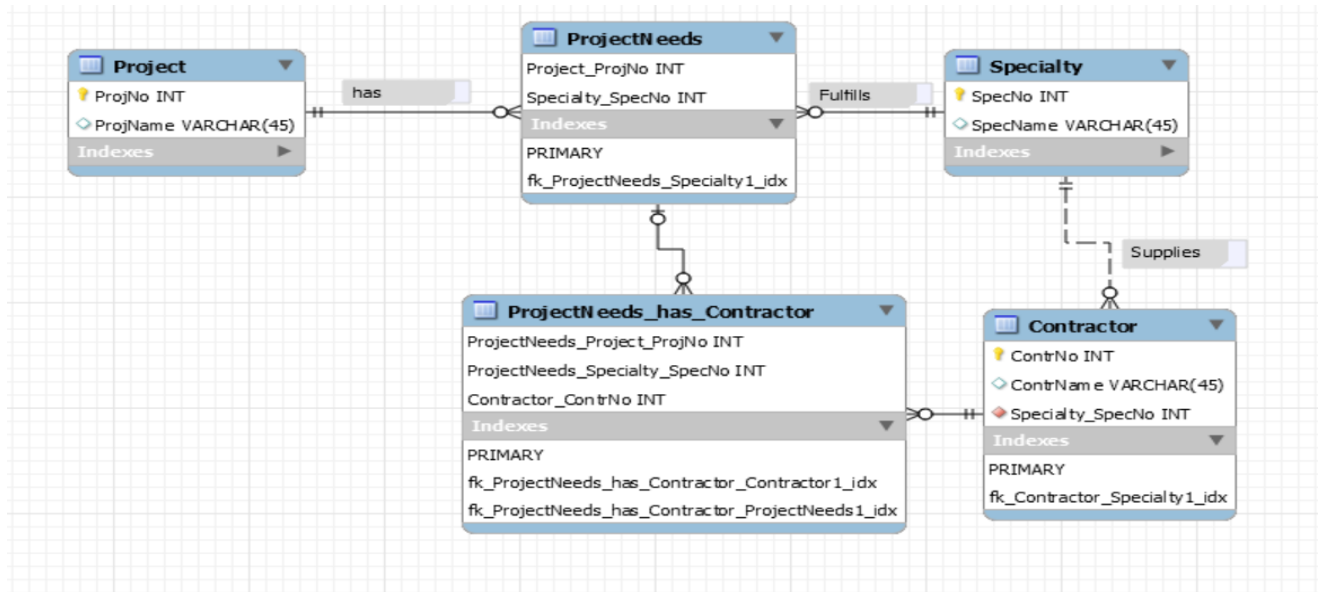 Project
ProjNo INT
ProjName VARCHAR(45)
Indexes
has
ProjectNeeds
Project_ProjNo INT
Specialty_SpecNo INT
Indexes
PRIMARY
fk_ProjectNeeds_Specialty1_idx
Fulfills
Specialty
SpecNo INT
SpecName VARCHAR(45)
Indexes
Supplies
ProjectNeeds_has_Contractor
ProjectNeeds_Project_ProjNo INT
ProjectNeeds_Specialty_SpecNo INT
Contractor_ContrNo INT
Indexes
PRIMARY
fk_ProjectNeeds_has_Contractor_Contractor1_idx
fk_ProjectNeeds_has_Contractor_ProjectNeeds1_idx
Contractor
ContrNo INT
ContrName VARCHAR(45)
Specialty_SpecNo INT
Indexes
PRIMARY
fk_Contractor_Specialty1_idx